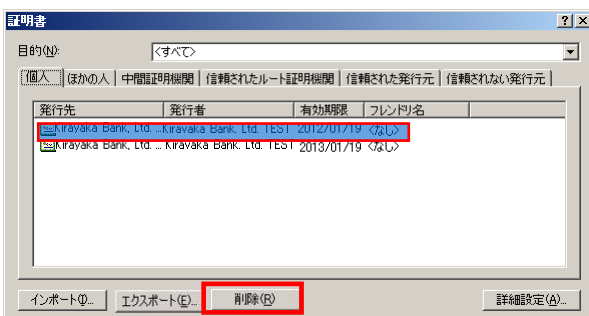 証明書
目的(N): <すべて>
個人 ほかの人 中間証明機関 信頼されたルート証明機関 信頼された発行元 信頼されない発行元
発行先 発行者 有効期限 フレンドリ名
Kirayaka Bank, Ltd. ... Kirayaka Bank. Ltd. TEST 2012/01/19 <なし>
Kirayaka Bank, Ltd. ... Kirayaka Bank. Ltd. TEST 2013/01/19 <なし>
インポート(I)... エクスポート(E)... 削除(R) 詳細設定(A)...